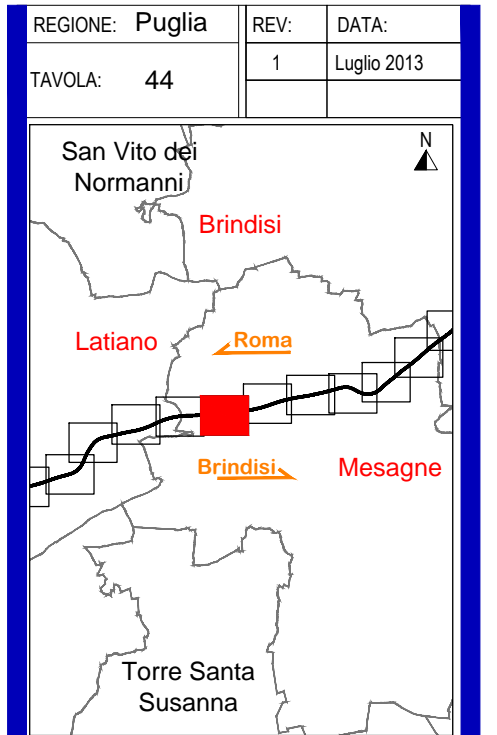 REGIONE: Puglia
REV:
DATA:
TAVOLA: 44
1
Luglio 2013
San Vito dei
Normanni
N
Brindisi
Latiano
Roma
Brindisi
Mesagne
Torre Santa
Susanna